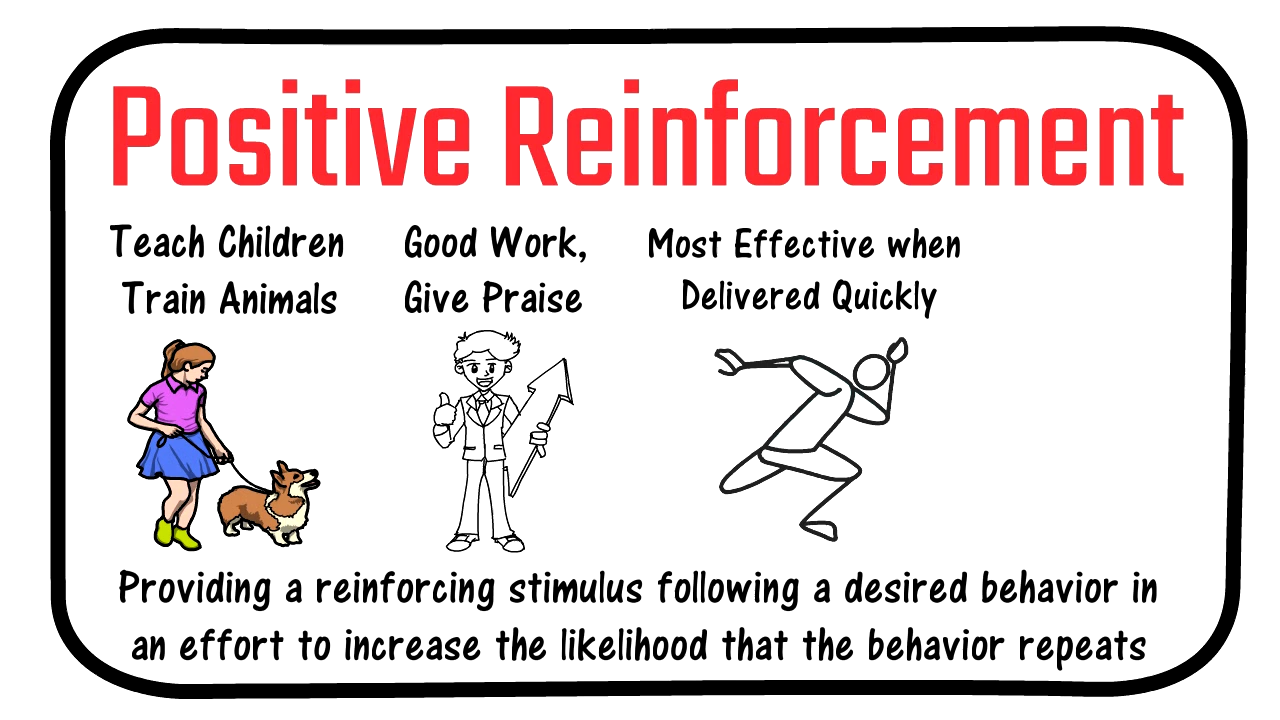 Positive Reinforcement
Teach Children
Train Animals
Good Work,
Give Praise
Most Effective when
Delivered Quickly
Providing a reinforcing stimulus following a desired behavior in
an effort to increase the likelihood that the behavior repeats